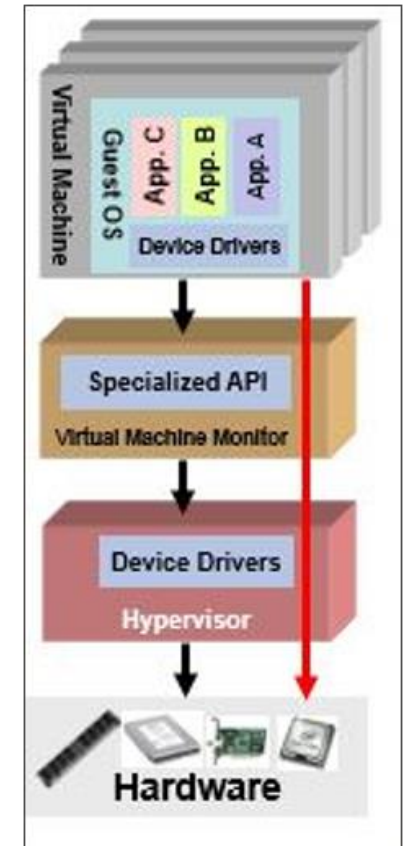 Virtual Machine
Guest OS
App. C
App. B
App. A
Device Drivers
Specialized API
Virtual Machine Monitor
Device Drivers
Hypervisor
Hardware